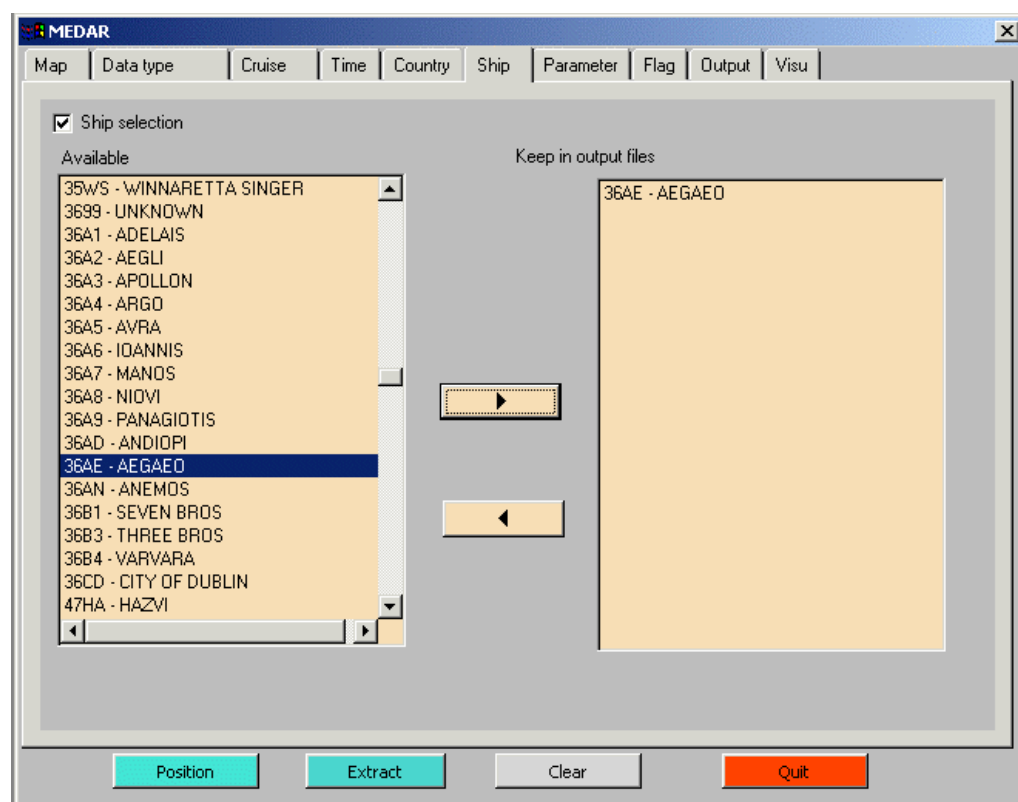 MEDAR
Map Data type Cruise Time Country Ship Parameter Flag Output Visu
Ship selection
Available
Keep in output files
35WS - WINNARETTA SINGER
3699 - UNKNOWN
36A1 - ADELAIS
36A2 - AEGLI
36A3 - APOLLON
36A4 - ARGO
36A5 - AVRA
36A6 - IOANNIS
36A7 - MANOS
36A8 - NIOVI
36A9 - PANAGIOTIS
36AD - ANDIOPI
36AE - AEGAEO
36AN - ANEMOS
36B1 - SEVEN BROS
36B3 - THREE BROS
36B4 - VARVARA
36CD - CITY OF DUBLIN
47HA - HAZVI
36AE - AEGAEO
Position Extract Clear Quit